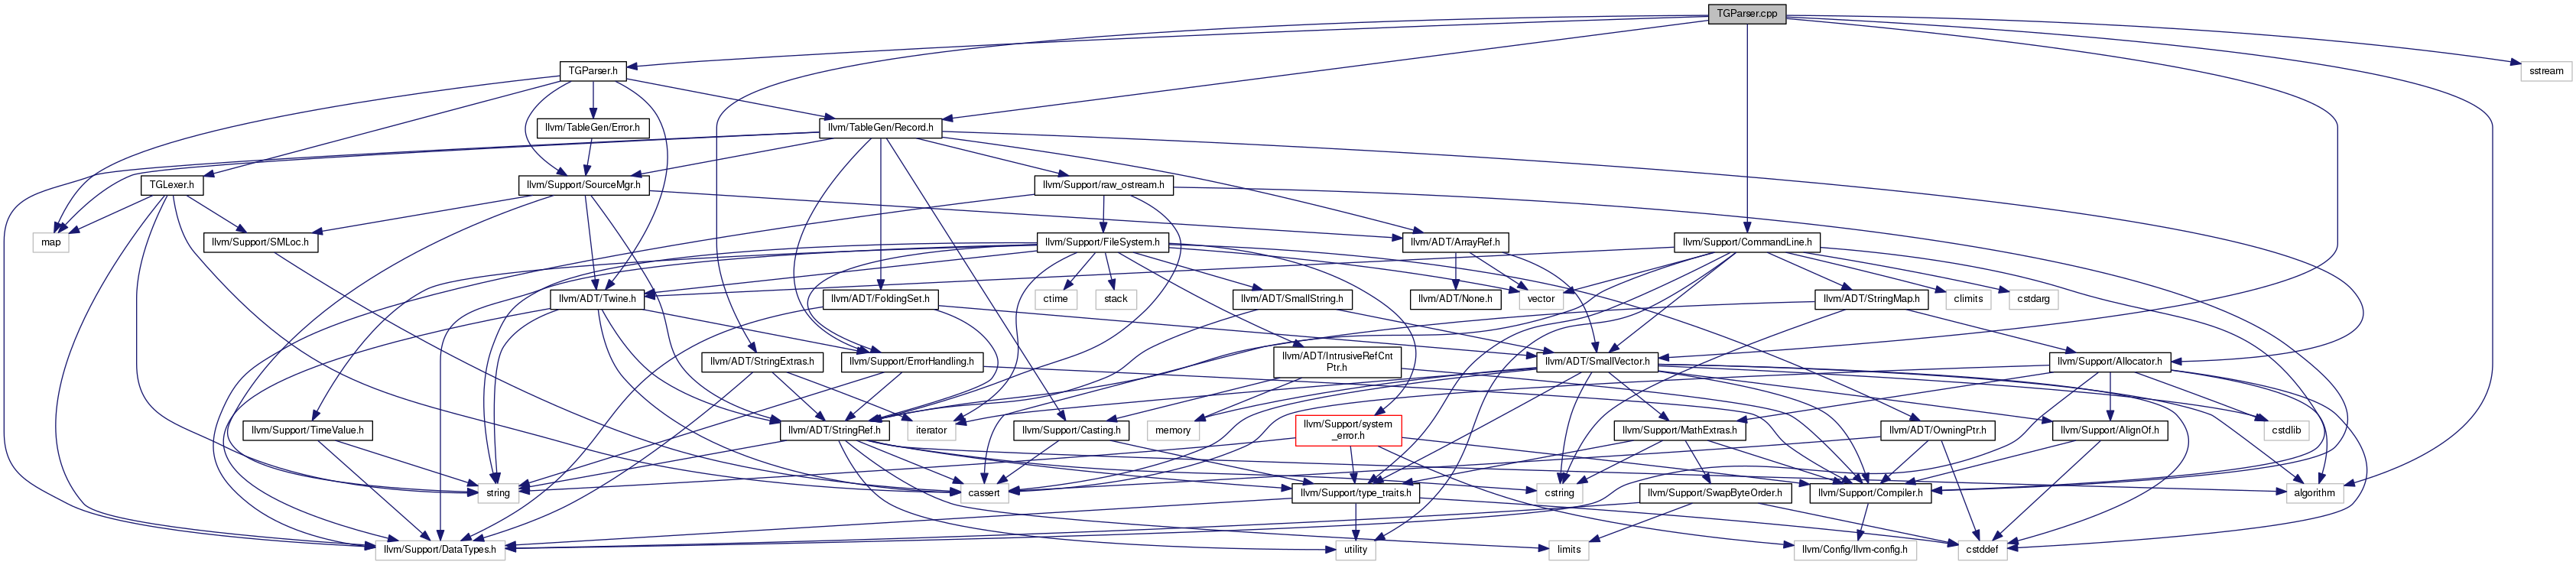 TGParser.cpp
TGParser.h
sstream
llvm/TableGen/Error.h
llvm/TableGen/Record.h
TGLexer.h
llvm/Support/SourceMgr.h
llvm/Support/raw_ostream.h
map
llvm/Support/SMLoc.h
llvm/Support/FileSystem.h
llvm/ADT/ArrayRef.h
llvm/Support/CommandLine.h
llvm/ADT/Twine.h
llvm/ADT/FoldingSet.h
ctime
stack
llvm/ADT/SmallString.h
llvm/ADT/None.h
vector
llvm/ADT/StringMap.h
climits
cstdarg
llvm/ADT/StringExtras.h
llvm/Support/ErrorHandling.h
llvm/ADT/IntrusiveRefCnt
Ptr.h
llvm/ADT/SmallVector.h
llvm/Support/Allocator.h
llvm/Support/TimeValue.h
llvm/ADT/StringRef.h
iterator
llvm/Support/Casting.h
memory
llvm/Support/system
_error.h
llvm/Support/MathExtras.h
llvm/ADT/OwningPtr.h
llvm/Support/AlignOf.h
cstdlib
string
cassert
llvm/Support/type_traits.h
cstring
llvm/Support/SwapByteOrder.h
llvm/Support/Compiler.h
algorithm
llvm/Support/DataTypes.h
utility
limits
llvm/Config/llvm-config.h
cstddef